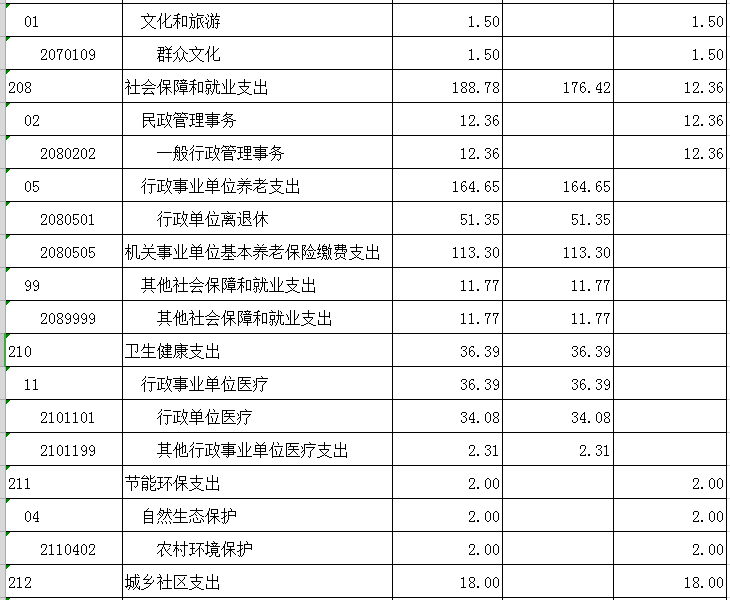 01 文化和旅游 1.50 1.50
2070109 群众文化 1.50 1.50
208 社会保障和就业支出 188.78 176.42 12.36
02 民政管理事务 12.36 12.36
2080202 一般行政管理事务 12.36 12.36
05 行政事业单位养老支出 164.65 164.65
2080501 行政单位离退休 51.35 51.35
2080505 机关事业单位基本养老保险缴费支出 113.30 113.30
99 其他社会保障和就业支出 11.77 11.77
2089999 其他社会保障和就业支出 11.77 11.77
210 卫生健康支出 36.39 36.39
11 行政事业单位医疗 36.39 36.39
2101101 行政单位医疗 34.08 34.08
2101199 其他行政事业单位医疗支出 2.31 2.31
211 节能环保支出 2.00 2.00
04 自然生态保护 2.00 2.00
2110402 农村环境保护 2.00 2.00
212 城乡社区支出 18.00 18.00